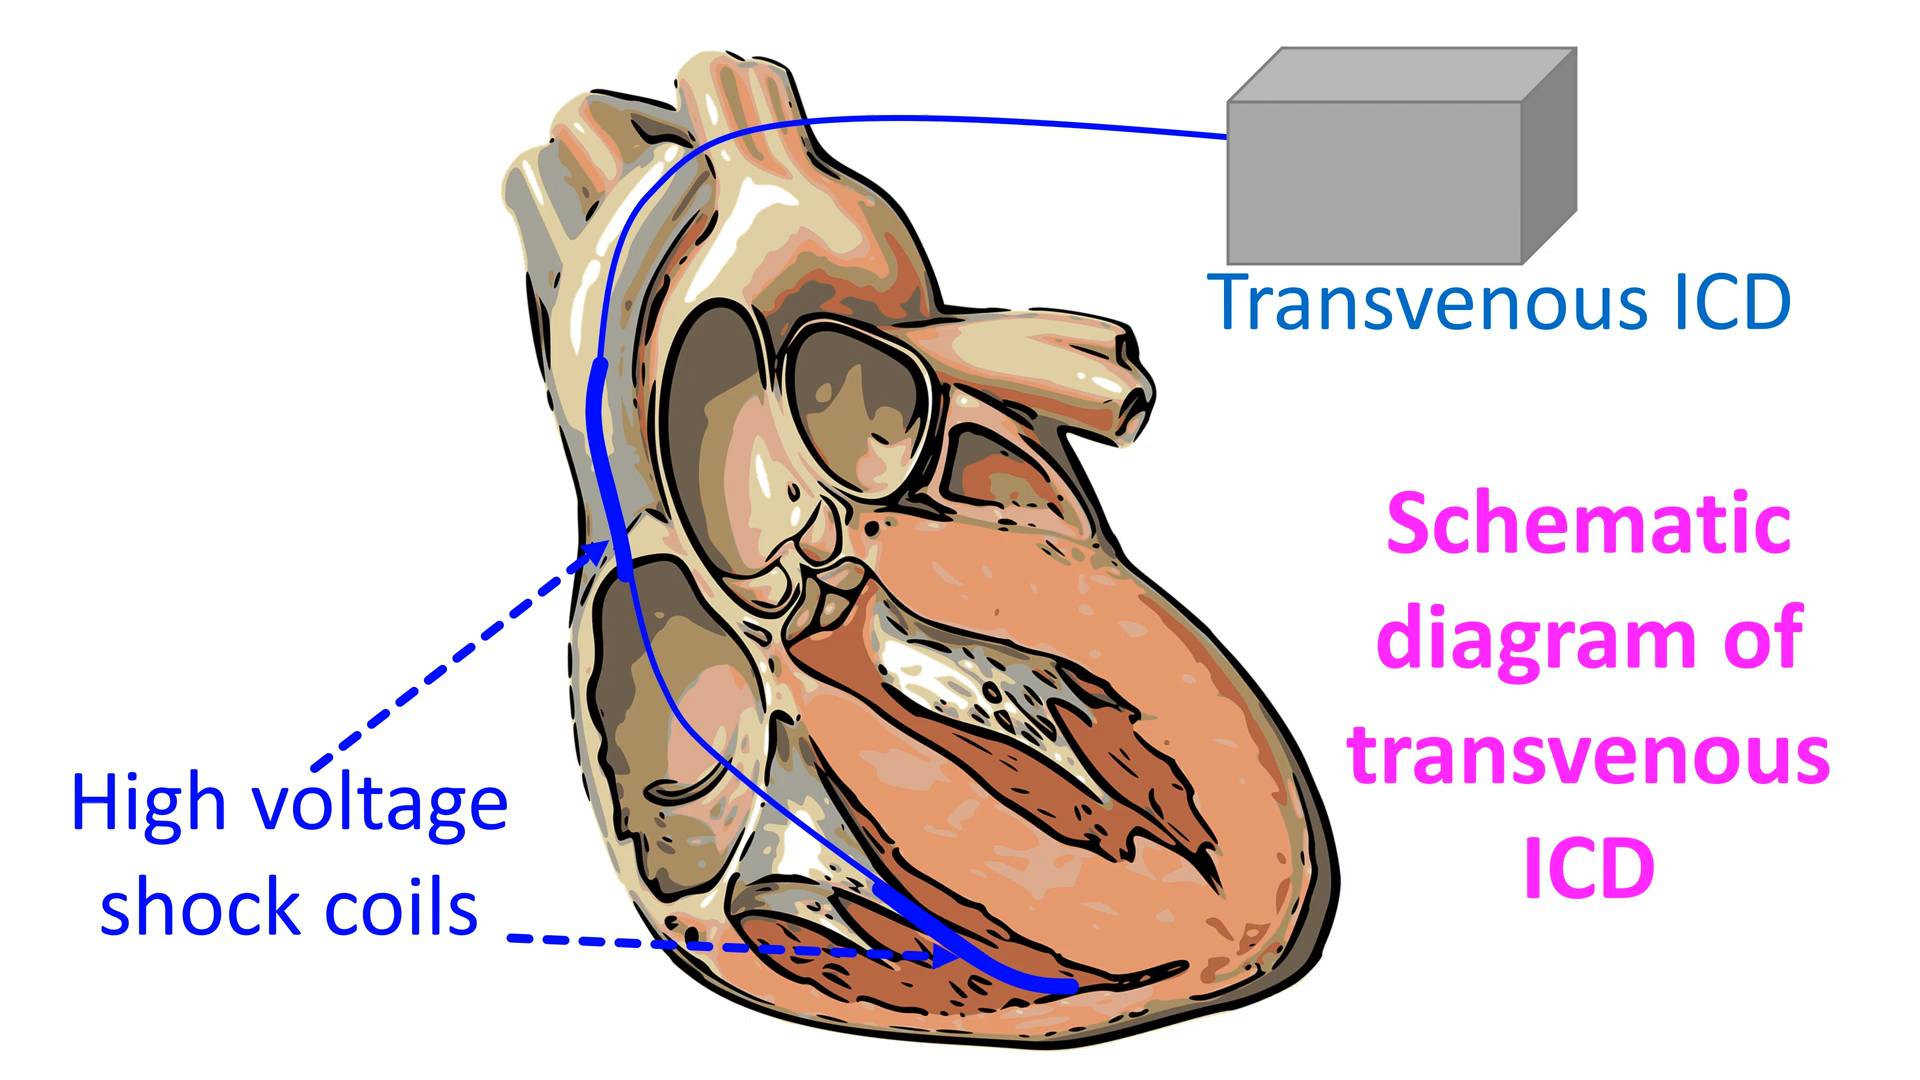 Transvenous ICD
Schematic
diagram of
transvenous
ICD
High voltage
shock coils